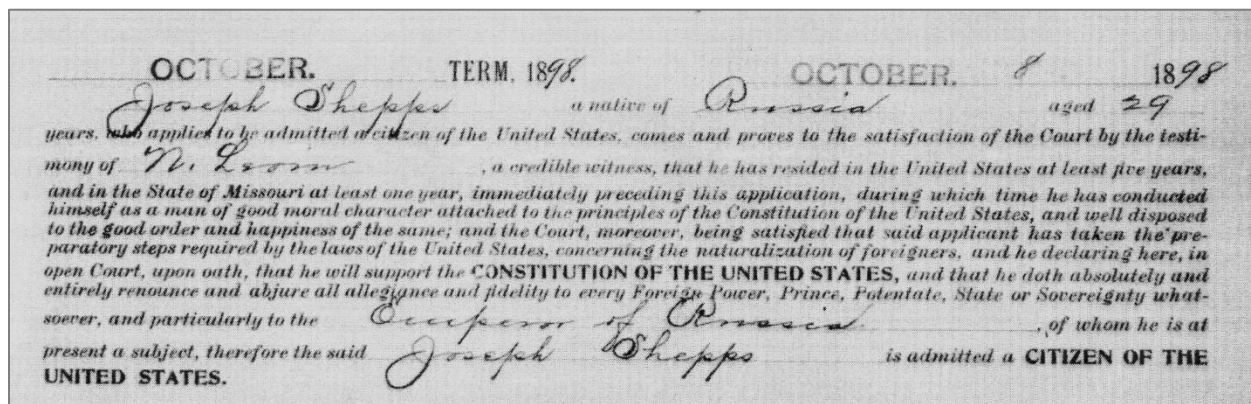 OCTOBER. TERM, 1898. OCTOBER. 8 1898
Joseph Shepps a native of Russia aged 29
years, who applies to be admitted a citizen of the United States, comes and proves to the satisfaction of the Court by the testi-
mony of N. , a credible witness, that he has resided in the United States at least five years,
and in the State of Missouri at least one year, immediately preceding this application, during which time he has conducted
himself as a man of good moral character attached to the principles of the Constitution of the United States, and well disposed
to the good order and happiness of the same; and the Court, moreover, being satisfied that said applicant has taken the pre-
paratory steps required by the laws of the United States, concerning the naturalization of foreigners, and he declaring here, in
open Court, upon oath, that he will support the CONSTITUTION OF THE UNITED STATES, and that he doth absolutely and
entirely renounce and abjure all allegiance and fidelity to every Foreign Power, Prince, Potentate, State or Sovereignty what-
soever, and particularly to the Emperor of Russia , of whom he is at
present a subject, therefore the said Joseph Shepps is admitted a CITIZEN OF THE
UNITED STATES.